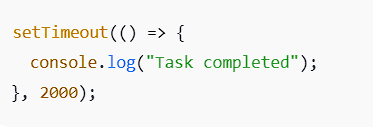 setTimeout(() => {
  console.log("Task completed");
}, 2000);